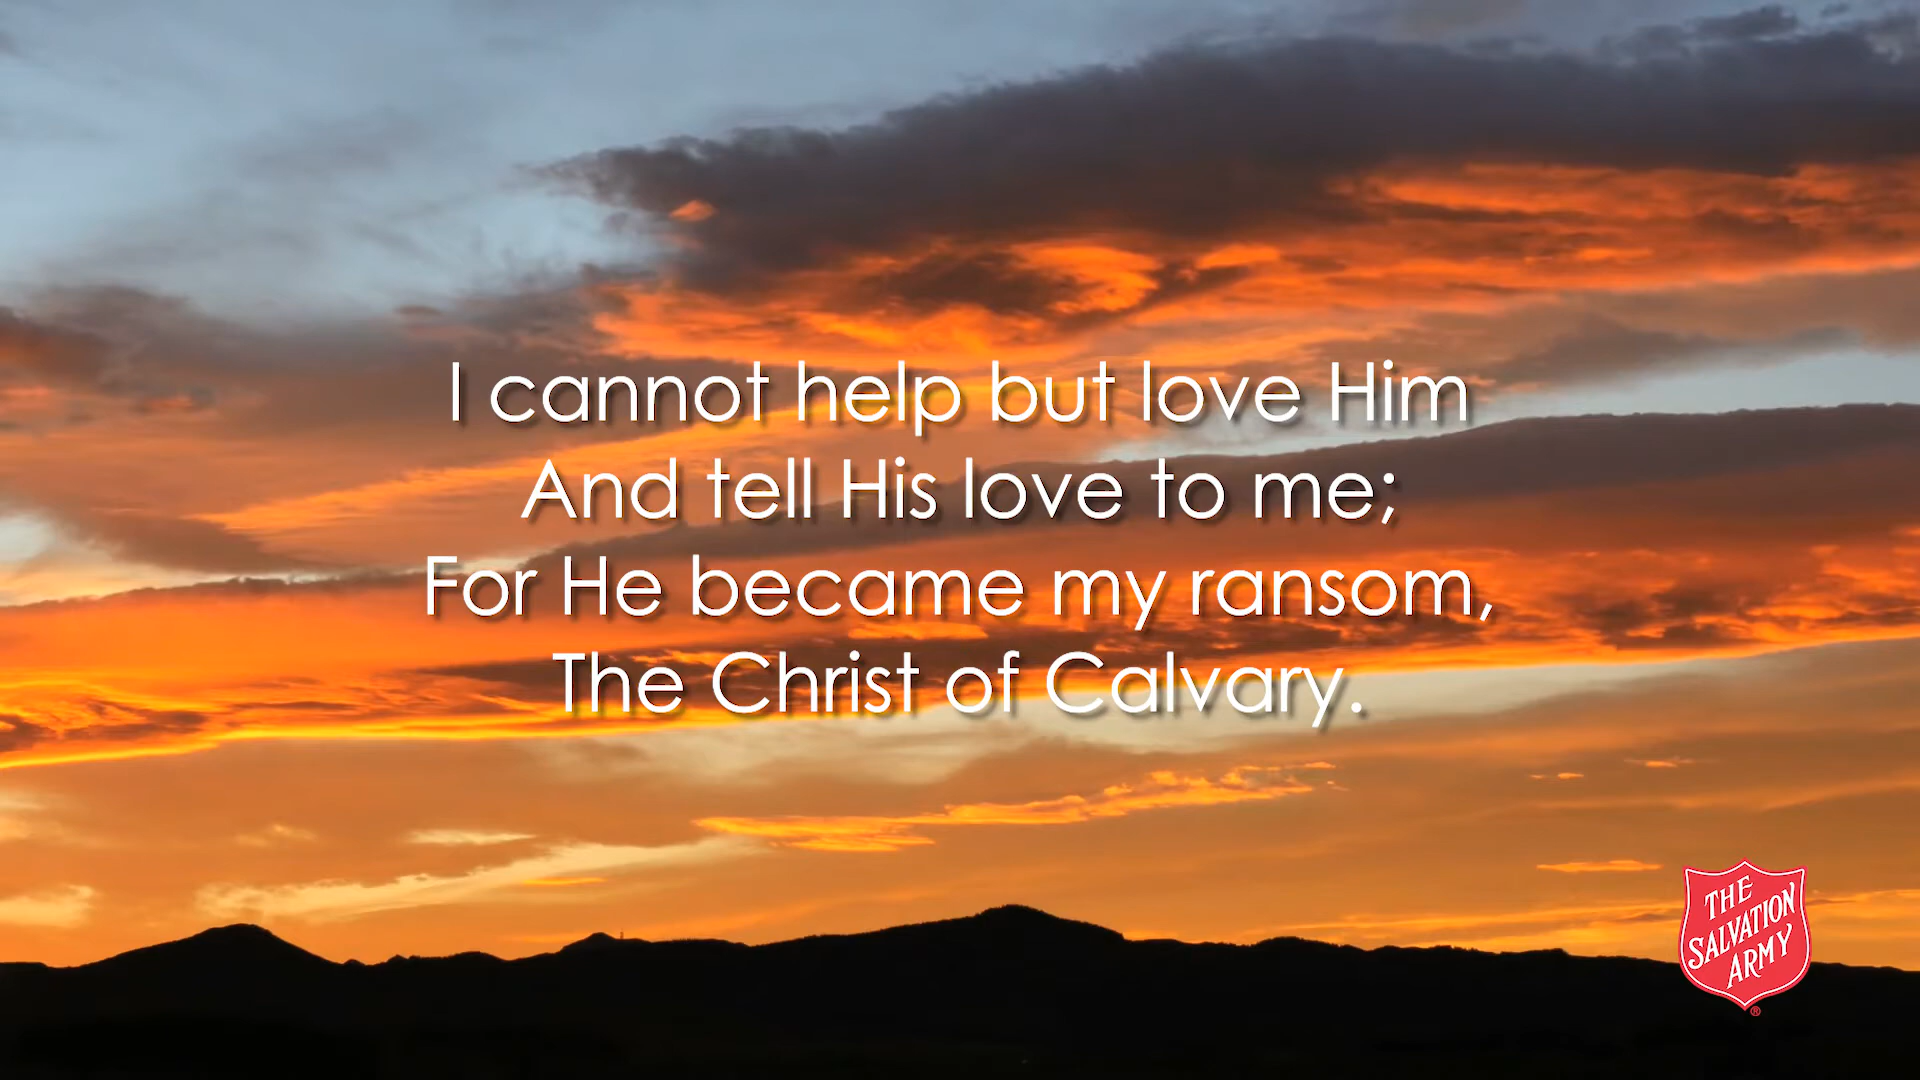 I cannot help but love Him
And tell His love to me;
For He became my ransom,
The Christ of Calvary.
THE
SALVATION
ARMY
®